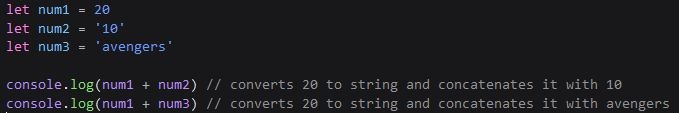 let num1 = 20
let num2 = '10'
let num3 = 'avengers'
console.log(num1 + num2) // converts 20 to string and concatenates it with 10
console.log(num1 + num3) // converts 20 to string and concatenates it with avengers